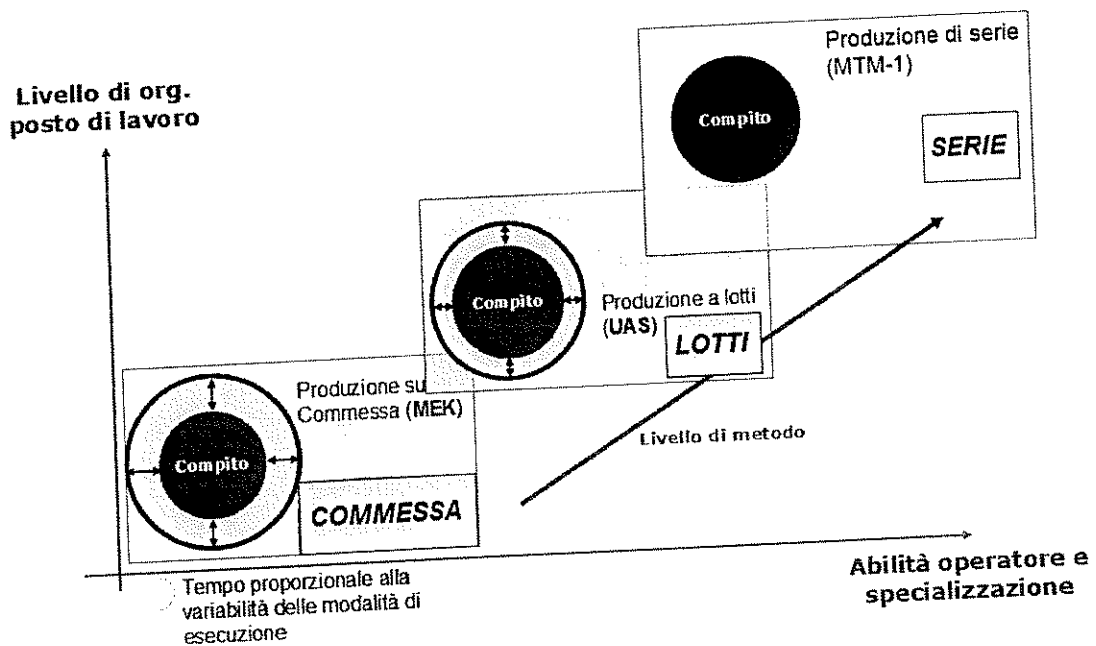 Livello di org.
posto di lavoro
Produzione di serie
(MTM-1)
Compito
SERIE
Compito
Produzione a lotti
(UAS)
LOTTI
Produzione su
Commessa (MEK)
Compito
COMMESSA
Livello di metodo
Abilità operatore e
specializzazione
Tempo proporzionale alla
variabilità delle modalità di
esecuzione